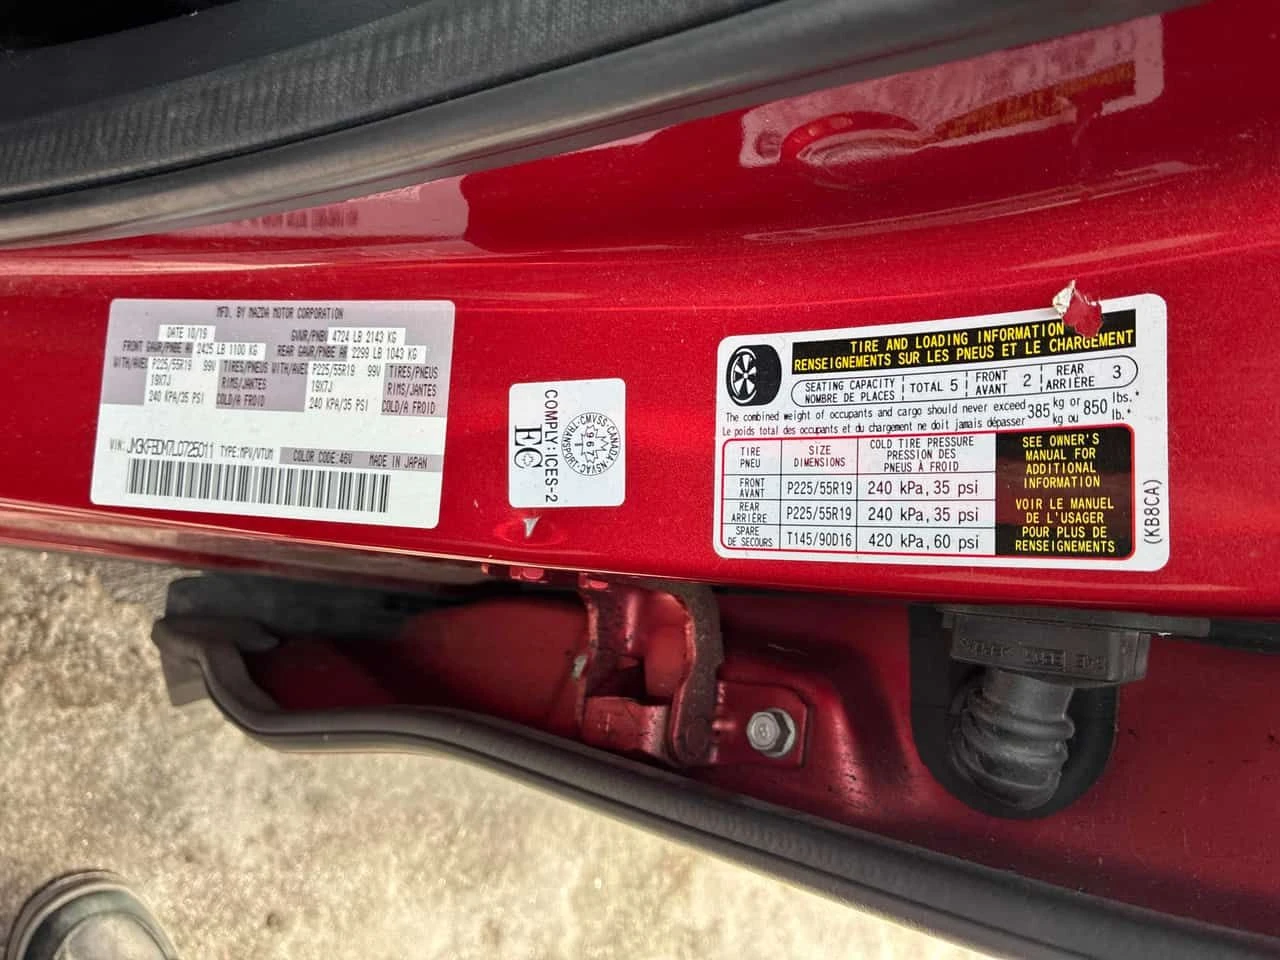 MFD. BY MAZDA MOTOR CORPORATION
DATE 10/19 GVWR/PNBV 4724 LB 2143 KG
FRONT GAWR/PNBE AV 2425 LB 1100 KG REAR GAWR/PNBE AR 2299 LB 1043 KG
WITH/AVEC P225/55R19 99V TIRES/PNEUS WITH/AVEC P225/55R19 99V TIRES/PNEUS
19X7J RIMS/JANTES 19X7J RIMS/JANTES
240 KPA/35 PSI COLD/A FROID 240 KPA/35 PSI COLD/A FROID
VIN: TYPE:MPV/VTUM COLOR CODE:46V MADE IN JAPAN
COMPLY:ICES-2
EC
CMVSS-CANADA-NSVAC
TRANSPORT
967
T
TIRE AND LOADING INFORMATION
RENSEIGNEMENTS SUR LES PNEUS ET LE CHARGEMENT
SEATING CAPACITY
NOMBRE DE PLACES TOTAL 5 FRONT AVANT 2 REAR ARRIÈRE 3
The combined weight of occupants and cargo should never exceed 385 kg or 850 lbs.
Le poids total des occupants et du chargement ne doit jamais dépasser kg ou lb.
TIRE PNEU SIZE DIMENSIONS COLD TIRE PRESSURE PRESSION DES PNEUS À FROID
FRONT AVANT P225/55R19 240 kPa, 35 psi
REAR ARRIÈRE P225/55R19 240 kPa, 35 psi
SPARE DE SECOURS T145/90D16 420 kPa, 60 psi
SEE OWNER'S
MANUAL FOR
ADDITIONAL
INFORMATION
VOIR LE MANUEL
DE L'USAGER
POUR PLUS DE
RENSEIGNEMENTS
(KB8CA)